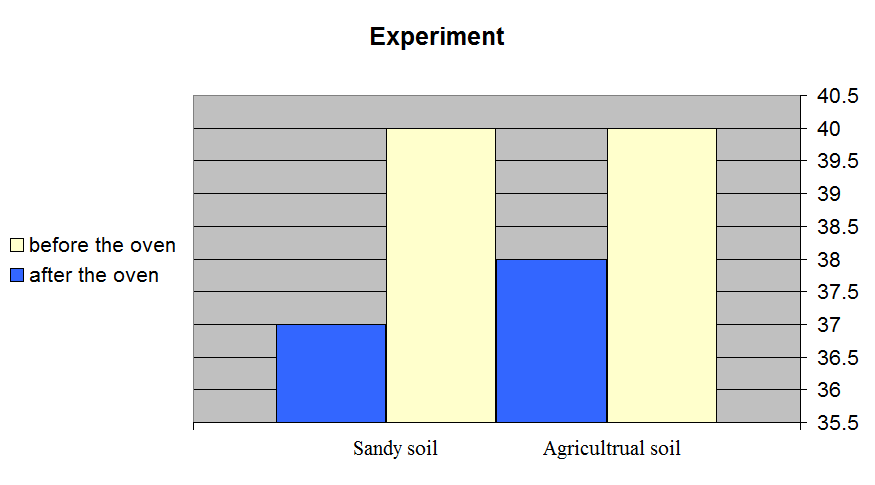 Experiment
before the oven
after the oven
40.5
40
39.5
39
38.5
38
37.5
37
36.5
36
35.5
Sandy soil
Agricultrual soil